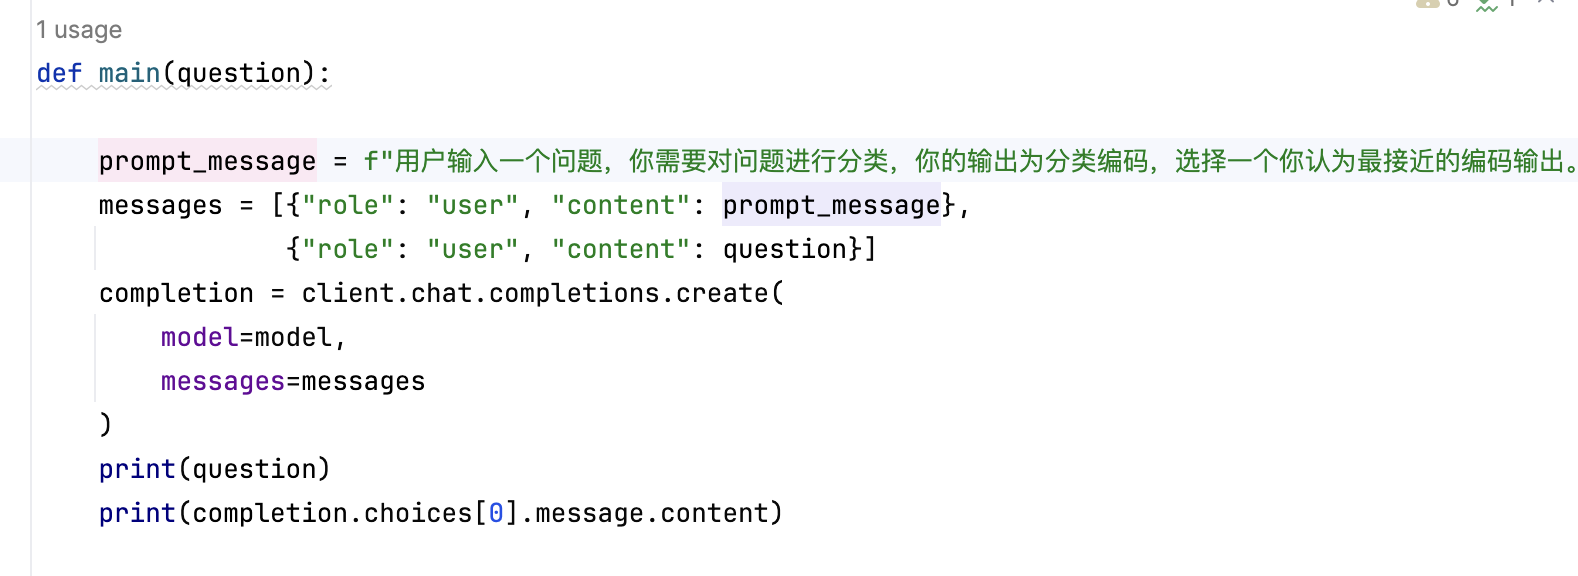 1 usage
def main(question):
prompt_message = f"用户输入一个问题，你需要对问题进行分类，你的输出为分类编码，选择一个你认为最接近的编码输出。
messages = [{"role": "user", "content": prompt_message},
{"role": "user", "content": question}]
completion = client.chat.completions.create(
model=model,
messages=messages
)
print(question)
print(completion.choices[0].message.content)